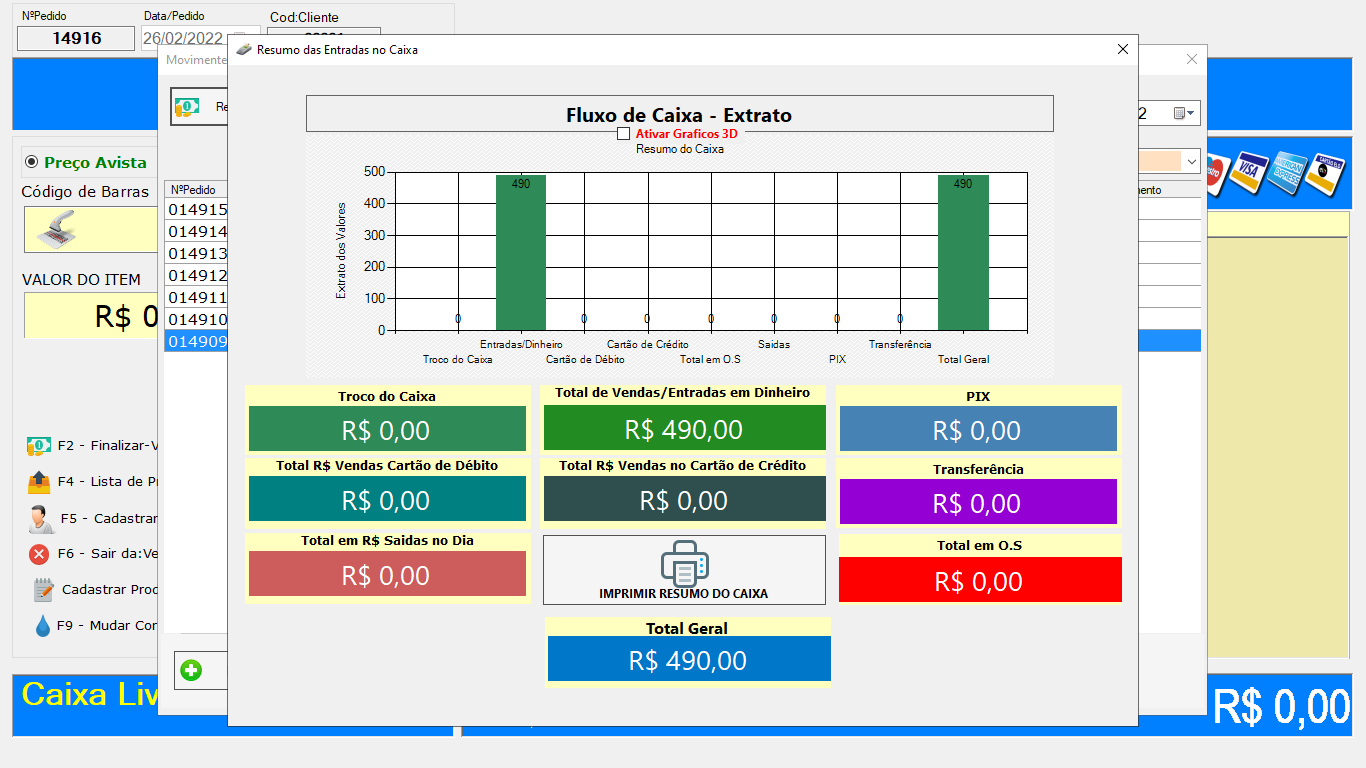 NºPedido
Data/Pedido
Cod:Cliente
14916
26/02/2022
Resumo das Entradas no Caixa
Movimente
Re
2
Fluxo de Caixa - Extrato
Ativar Graficos 3D
Resumo do Caixa
Preço Avista
Código de Barras
VALOR DO ITEM
R$ 0
NºPedido
014915
014914
014913
014912
014911
014910
014909
mento
VISA
AMERICAN EXPRESS
Extrato dos Valores
500
400
300
200
100
0
0
490
0
0
0
0
0
0
490
Entradas/Dinheiro
Cartão de Crédito
Saidas
Transferência
Troco do Caixa
Cartão de Débito
Total em O.S
PIX
Total Geral
Troco do Caixa
R$ 0,00
Total de Vendas/Entradas em Dinheiro
R$ 490,00
PIX
R$ 0,00
Total R$ Vendas Cartão de Débito
R$ 0,00
Total R$ Vendas no Cartão de Crédito
R$ 0,00
Transferência
R$ 0,00
Total em R$ Saidas no Dia
R$ 0,00
IMPRIMIR RESUMO DO CAIXA
Total em O.S
R$ 0,00
Total Geral
R$ 490,00
F2 - Finalizar-V
F4 - Lista de Pr
F5 - Cadastrar
F6 - Sair da:Ve
Cadastrar Proc
F9 - Mudar Cor
Caixa Liv
R$ 0,00